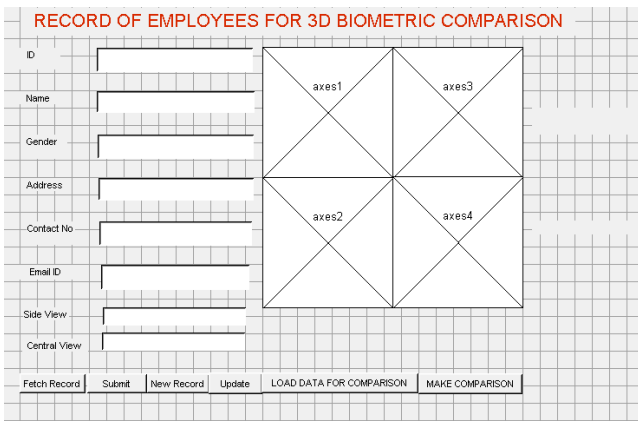 RECORD OF EMPLOYEES FOR 3D BIOMETRIC COMPARISON
ID
Name
Gender
Address
Contact No
Email ID
Side View
Central View
axes1
axes3
axes2
axes4
Fetch Record Submit New Record Update LOAD DATA FOR COMPARISON MAKE COMPARISON